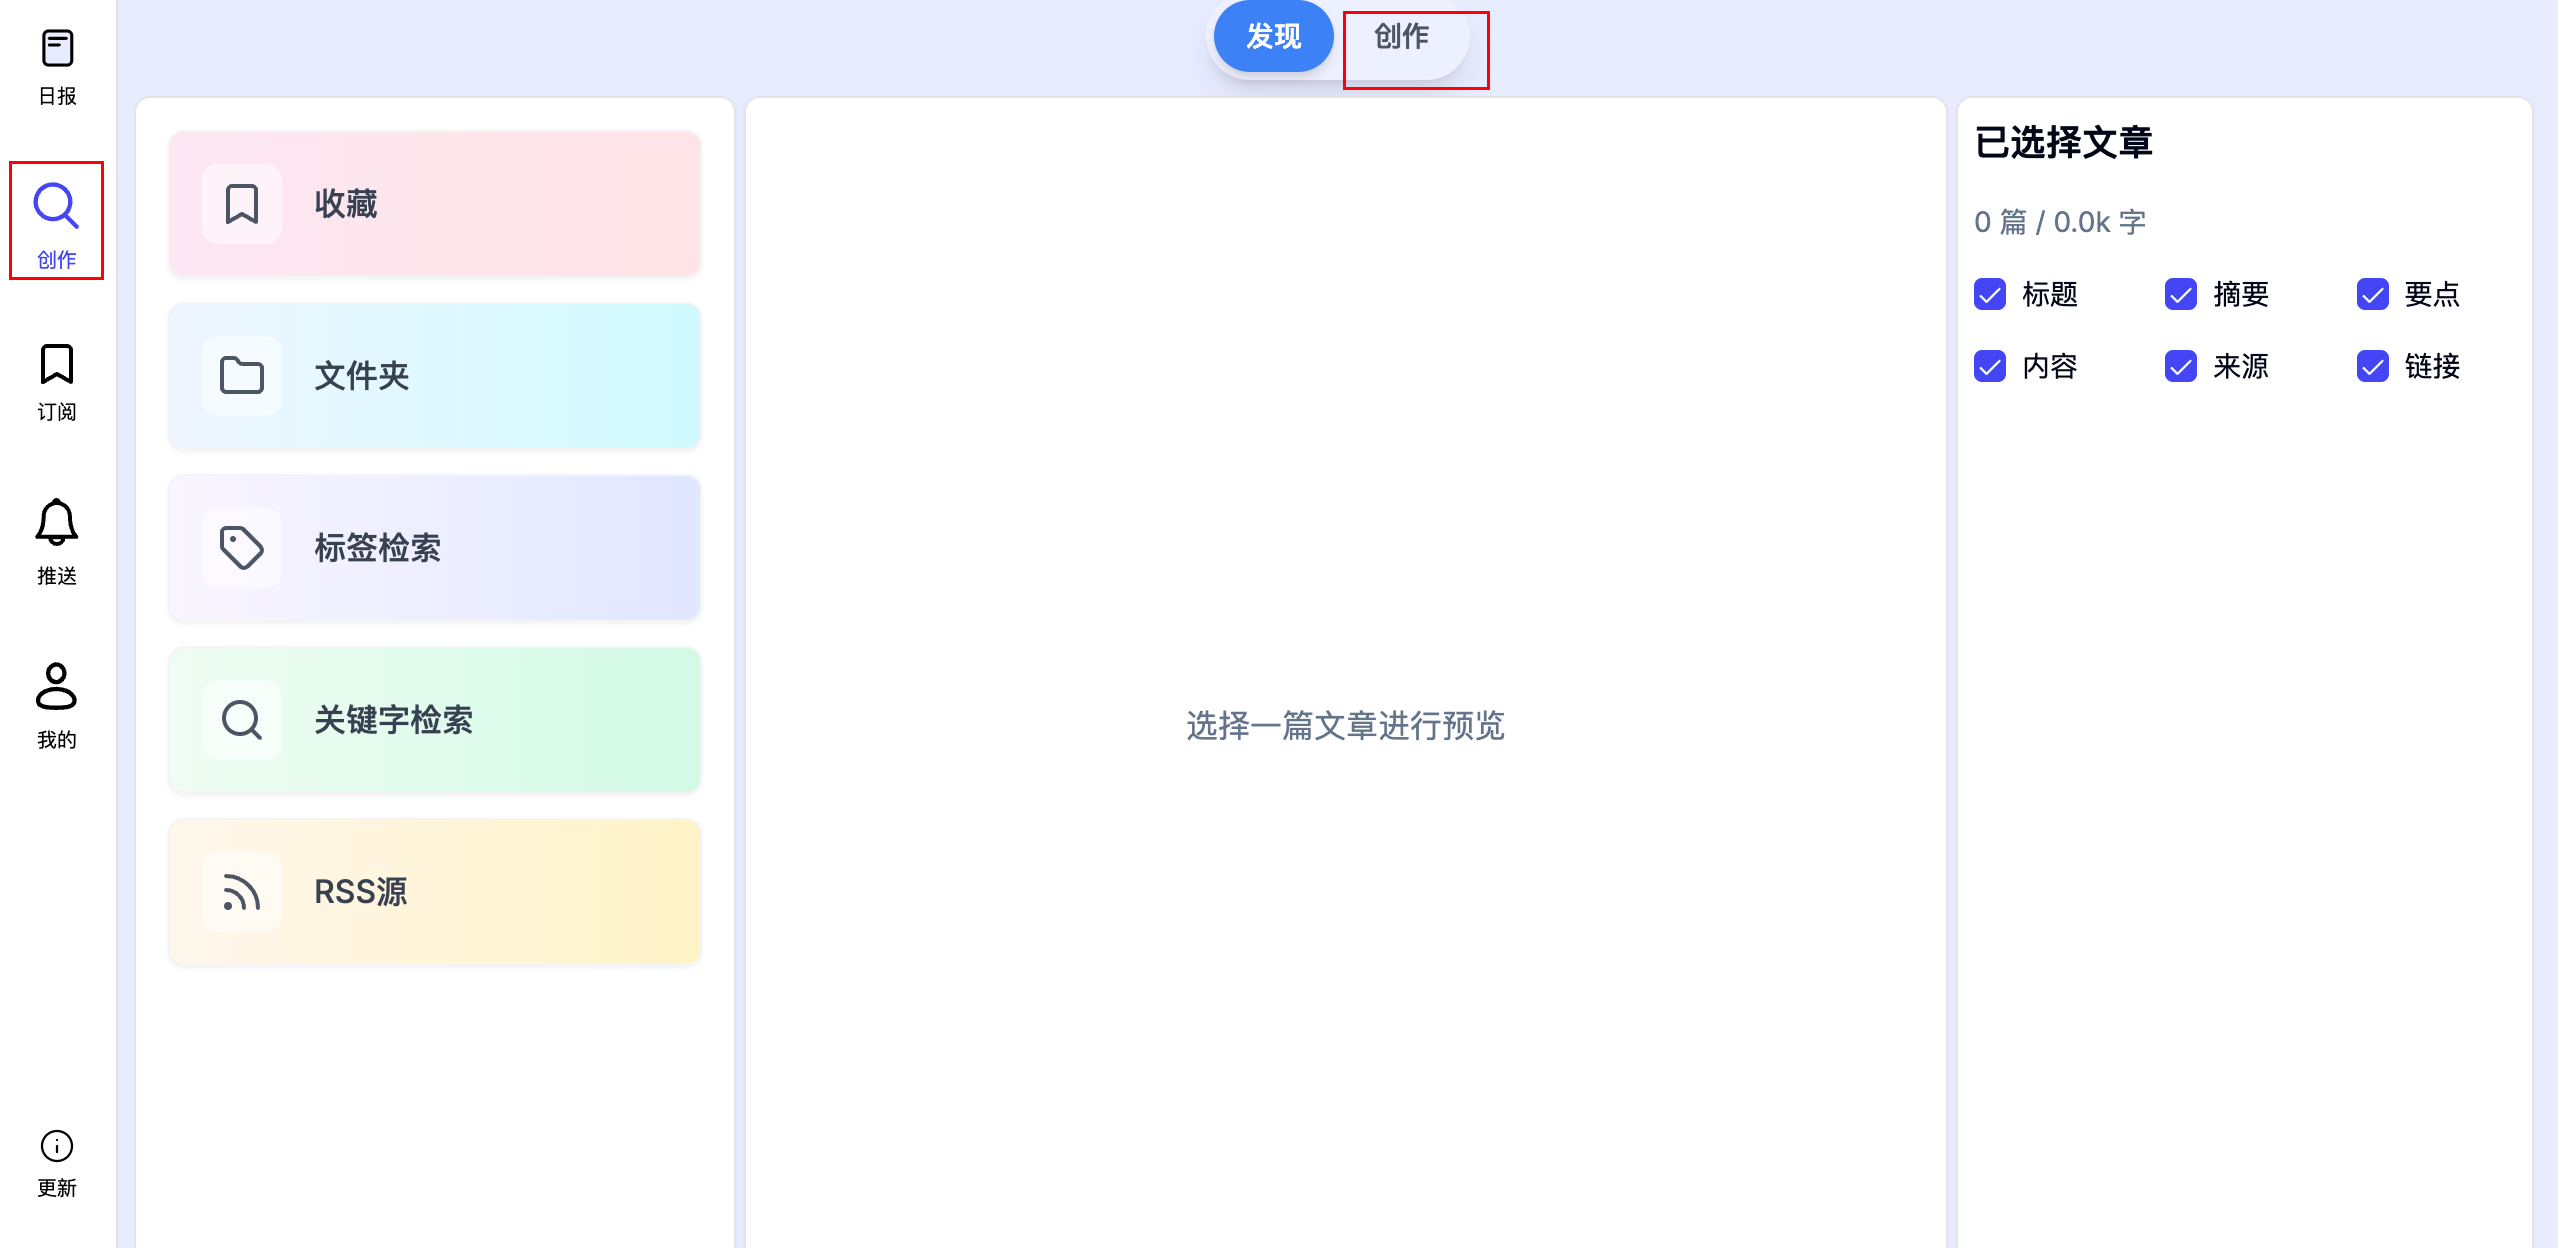 日报
创作
订阅
推送
我的
更新
发现
创作
收藏
文件夹
标签检索
关键字检索
RSS源
选择一篇文章进行预览
已选择文章
0 篇 / 0.0k 字
标题 摘要 要点
内容 来源 链接